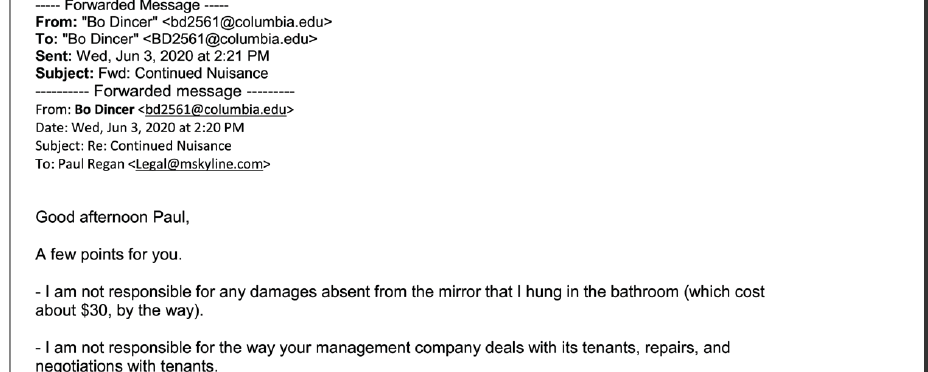 ----- Forwarded Message -----
From: "Bo Dincer" <bd2561@columbia.edu>
To: "Bo Dincer" <BD2561@columbia.edu>
Sent: Wed, Jun 3, 2020 at 2:21 PM
Subject: Fwd: Continued Nuisance
---------- Forwarded message ---------
From: Bo Dincer <bd2561@columbia.edu>
Date: Wed, Jun 3, 2020 at 2:20 PM
Subject: Re: Continued Nuisance
To: Paul Regan <Legal@mskyline.com>
Good afternoon Paul,
A few points for you.
- I am not responsible for any damages absent from the mirror that I hung in the bathroom (which cost
about $30, by the way).
- I am not responsible for the way your management company deals with its tenants, repairs, and
negotiations with tenants.